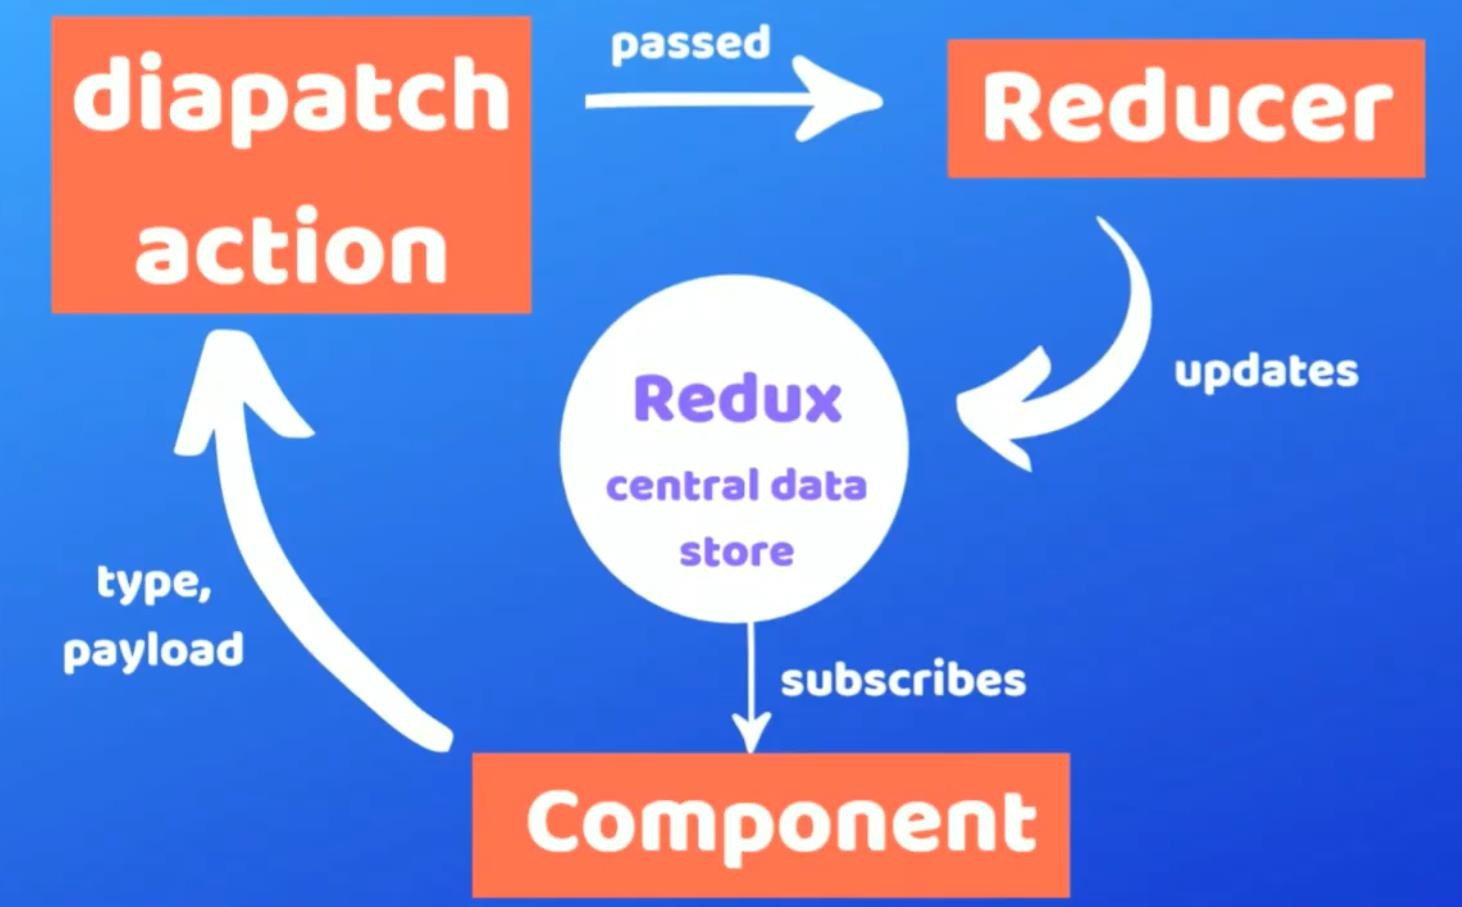 diapatch
action
passed
Reducer
updates
Redux
central data
store
type,
payload
subscribes
Component